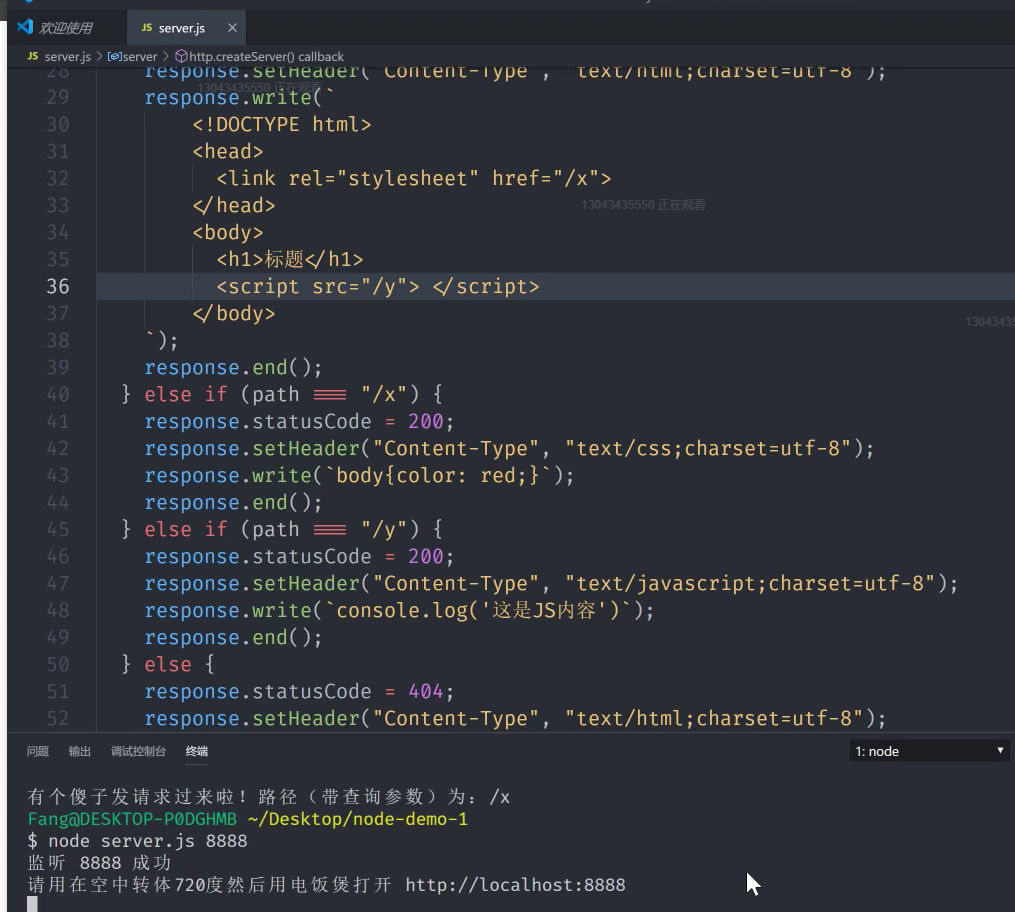 欢迎使用 JS server.js ×
JS server.js > server > http.createServer() callback
28 response.setHeader("Content-Type", "text/html;charset=utf-8");
13043435550 正在观看
29 response.write(`
30 <!DOCTYPE html>
31 <head>
32 <link rel="stylesheet" href="/x">
33 </head>
13043435550 正在观看
34 <body>
35 <h1>标题</h1>
36 <script src="/y"> </script>
37 </body>
1304343
38 `);
39 response.end();
40 } else if (path === "/x") {
41 response.statusCode = 200;
42 response.setHeader("Content-Type", "text/css;charset=utf-8");
43 response.write(`body{color: red;}`);
44 response.end();
45 } else if (path === "/y") {
46 response.statusCode = 200;
47 response.setHeader("Content-Type", "text/javascript;charset=utf-8");
48 response.write(`console.log('这是JS内容')`);
49 response.end();
50 } else {
51 response.statusCode = 404;
52 response.setHeader("Content-Type", "text/html;charset=utf-8");
问题 输出 调试控制台 终端 1: node
有个傻子发请求过来啦！路径（带查询参数）为：/x
Fang@DESKTOP-P0DGHMB ~/Desktop/node-demo-1
$ node server.js 8888
监听 8888 成功
请用在空中转体720度然后用电饭煲打开 http://localhost:8888